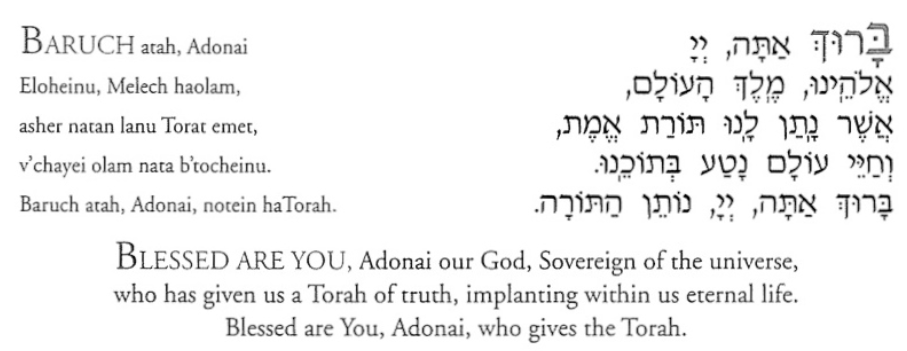 BARUCH atah, Adonai
Eloheinu, Melech haolam,
asher natan lanu Torat emet,
v'chayei olam nata b'tocheinu.
Baruch atah, Adonai, notein haTorah.
בָּרוּךְ אַתָּה, יְיָ
אֱלֹהֵֽינוּ, מֶֽלֶךְ הָעוֹלָם,
אֲשֶׁר נָֽתַן לָֽנוּ תּוֹרַת אֱמֶת,
וְחַיֵּי עוֹלָם נָטַע בְּתוֹכֵֽנוּ.
בָּרוּךְ אַתָּה, יְיָ, נוֹתֵן הַתּוֹרָה.
BLESSED ARE YOU, Adonai our God, Sovereign of the universe,
who has given us a Torah of truth, implanting within us eternal life.
Blessed are You, Adonai, who gives the Torah.